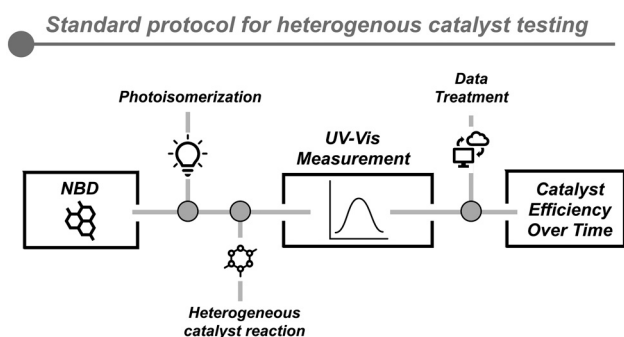 Standard protocol for heterogenous catalyst testing
Data
Treatment
Photoisomerization
UV-Vis
Measurement
NBD
Catalyst
Efficiency
Over Time
Heterogeneous
catalyst reaction